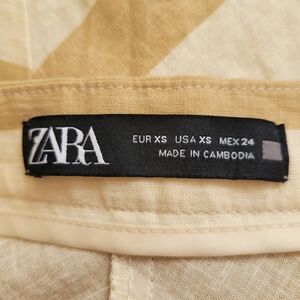 ZARA
EUR XS USA XS MEX 24
MADE IN CAMBODIA